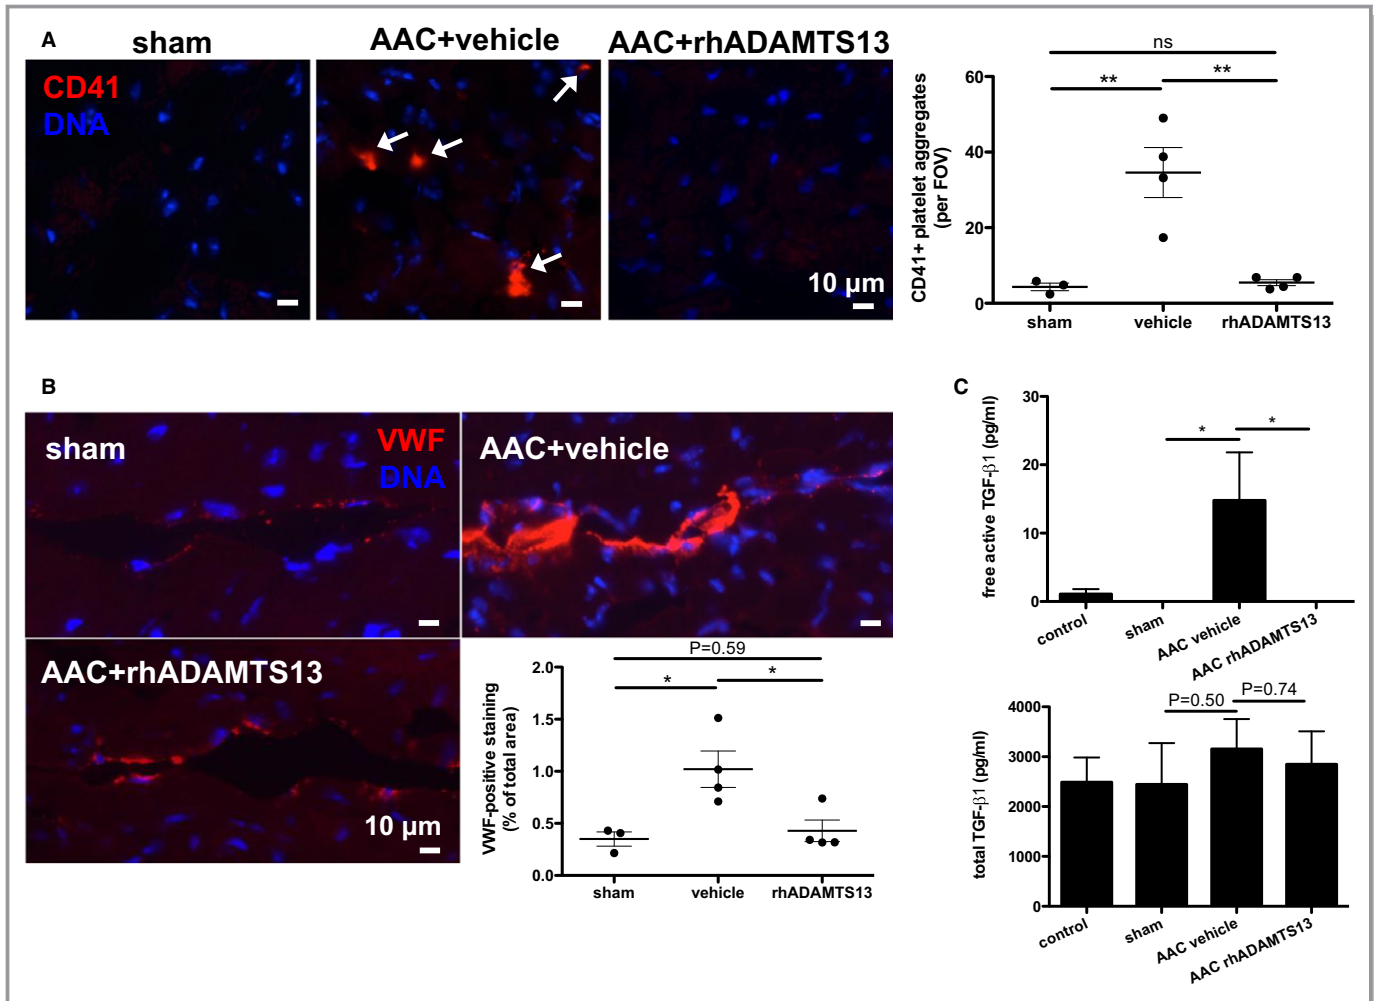 A
sham
AAC+vehicle
AAC+rhADAMTS13
CD41
DNA
10 µm
ns
**
**
60
40
20
0
CD41+ platelet aggregates
(per FOV)
sham
vehicle
rhADAMTS13
B
sham
VWF
DNA
AAC+vehicle
AAC+rhADAMTS13
10 µm
P=0.59
*
*
2.0
1.5
1.0
0.5
0.0
VWF-positive staining
(% of total area)
sham
vehicle
rhADAMTS13
C
30
20
10
0
free active TGF-β1 (pg/ml)
*
*
control
sham
AAC vehicle
AAC rhADAMTS13
P=0.50
P=0.74
4000
3000
2000
1000
0
total TGF-β1 (pg/ml)
control
sham
AAC vehicle
AAC rhADAMTS13